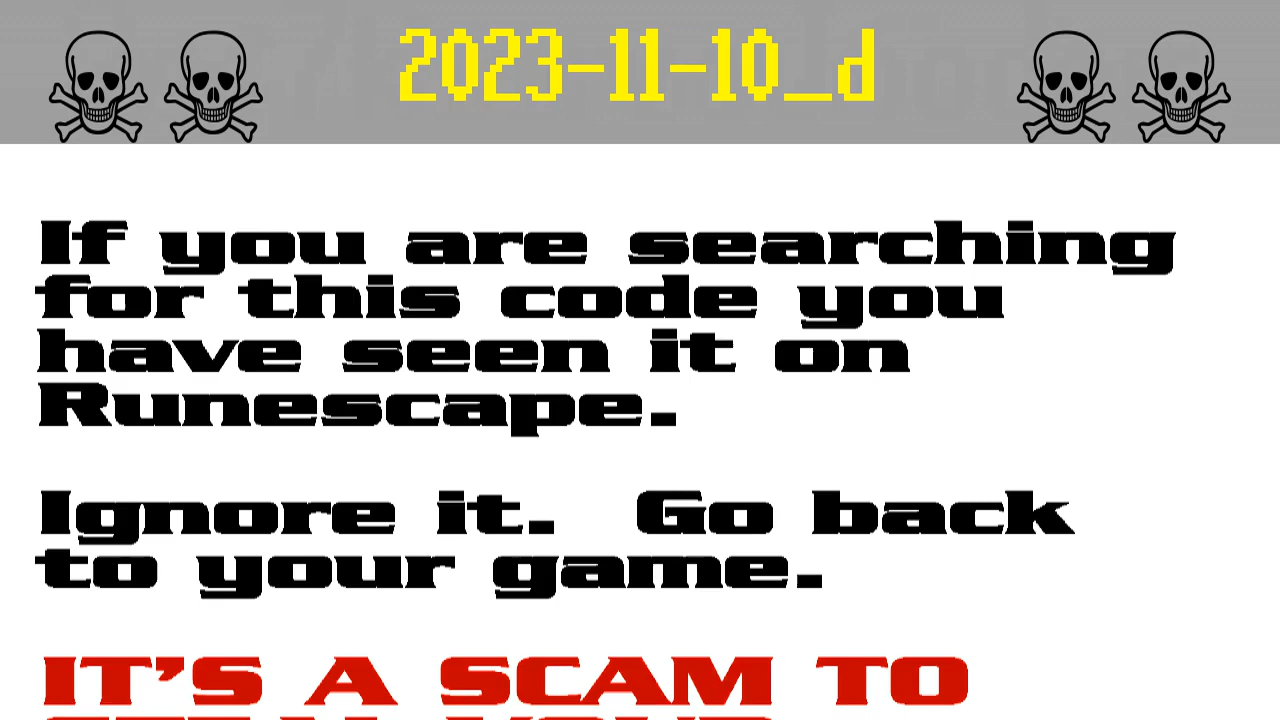 2023-11-10_d
If you are searching
for this code you
have seen it on
Runescape.
Ignore it.  Go back
to your game.
IT'S A SCAM TO